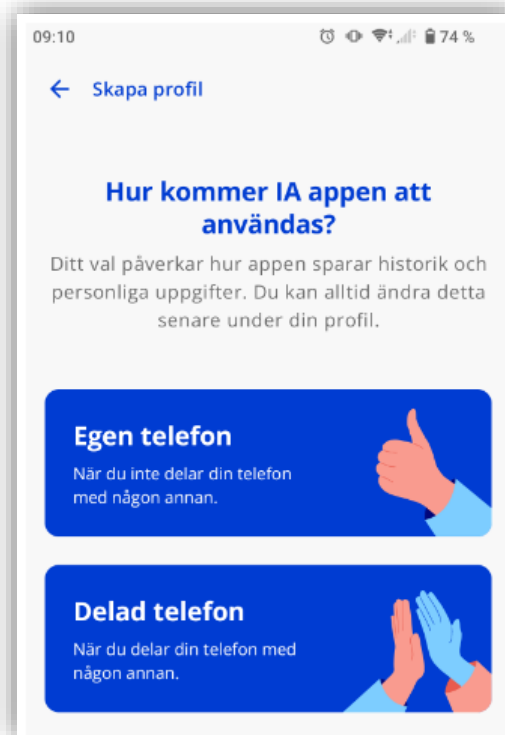 09:10 74 %
Skapa profil
Hur kommer IA appen att
användas?
Ditt val påverkar hur appen sparar historik och
personliga uppgifter. Du kan alltid ändra detta
senare under din profil.
Egen telefon
När du inte delar din telefon
med någon annan.
Delad telefon
När du delar din telefon med
någon annan.